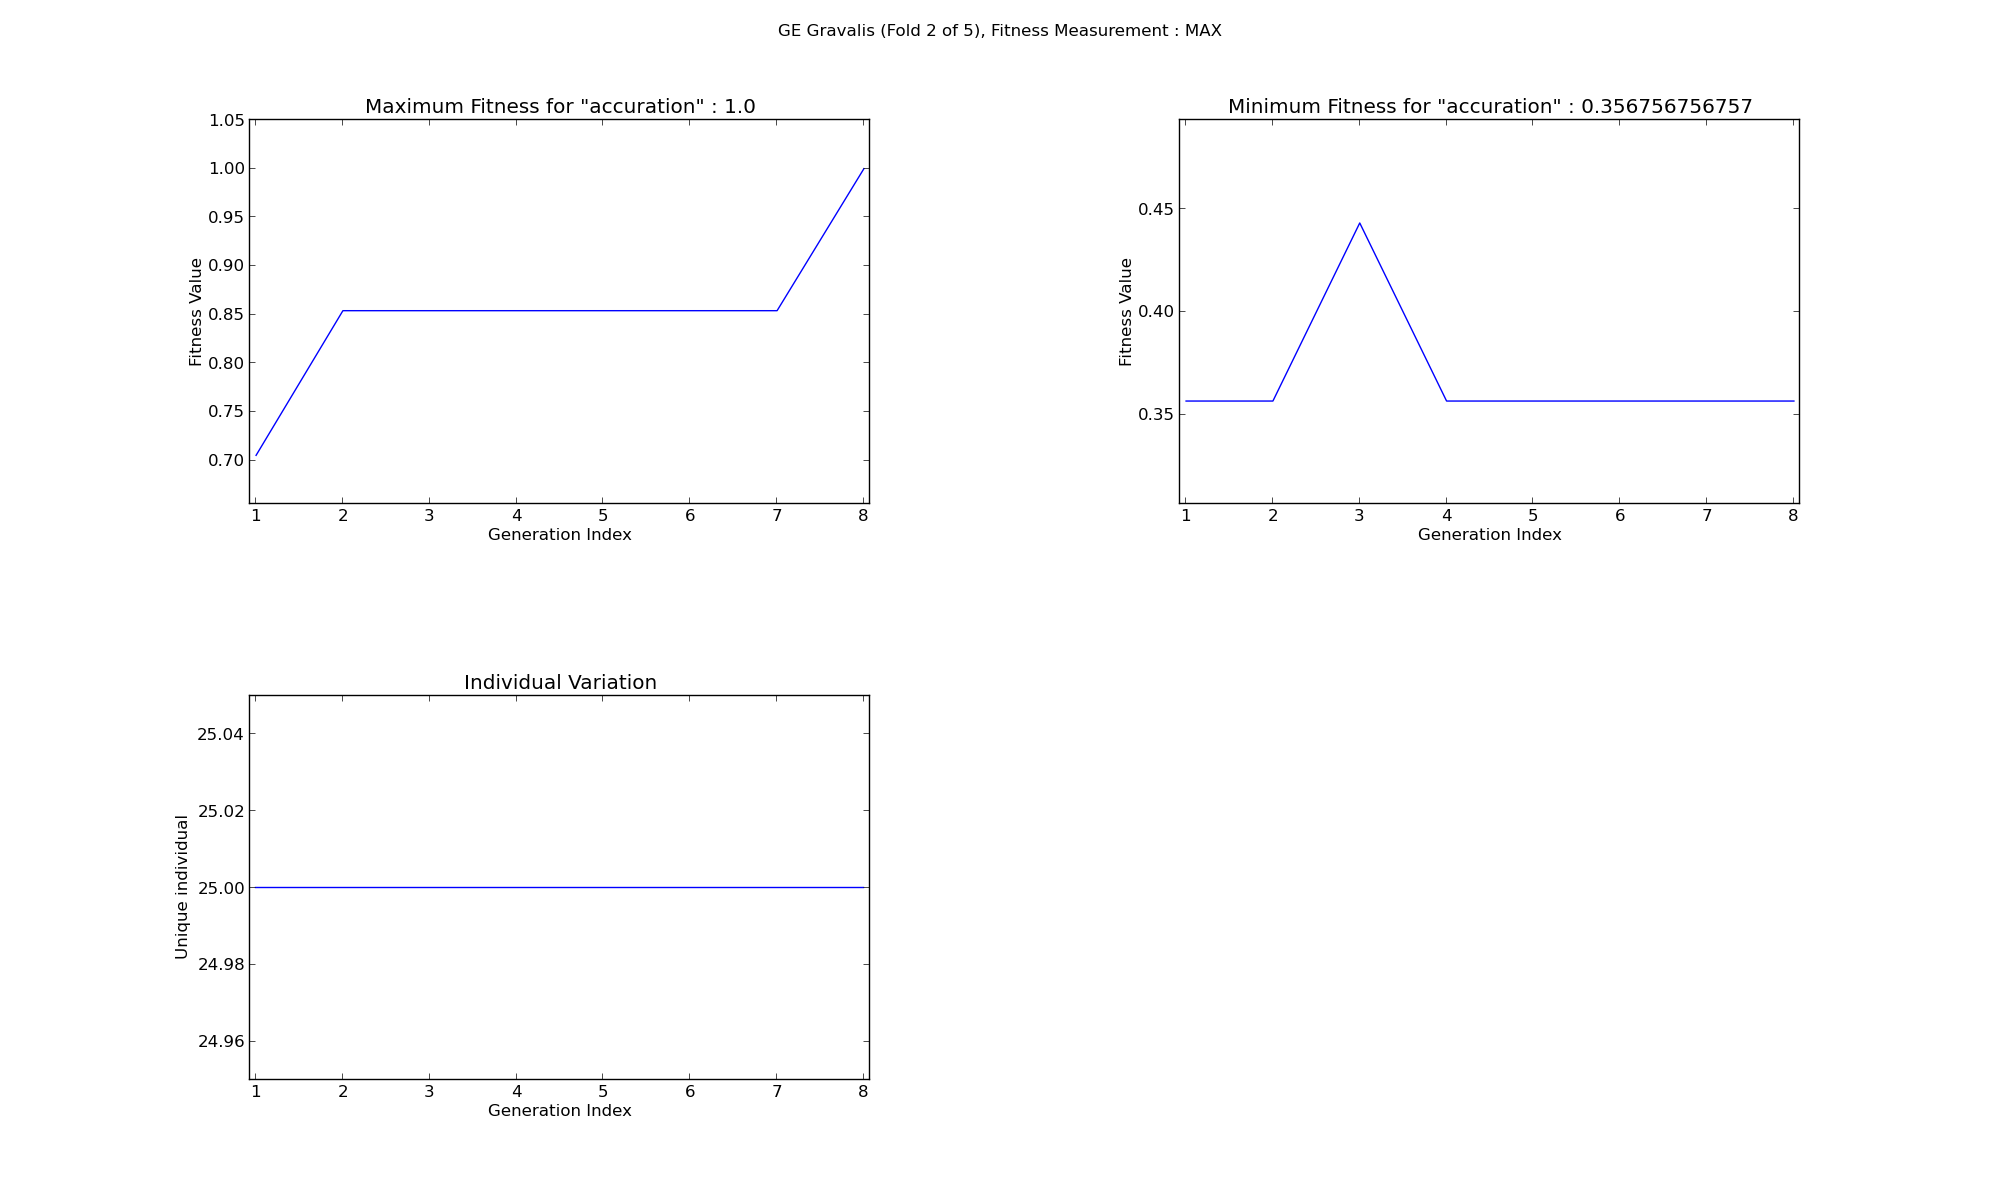 GE Gravalis (Fold 2 of 5), Fitness Measurement : MAX
Maximum Fitness for "accuration" : 1.0
1.05
1.00
0.95
0.90
0.85
0.80
0.75
0.70
Fitness Value
1 2 3 4 5 6 7 8
Generation Index
Minimum Fitness for "accuration" : 0.356756756757
0.45
0.40
0.35
Fitness Value
1 2 3 4 5 6 7 8
Generation Index
Individual Variation
25.04
25.02
25.00
24.98
24.96
Unique individual
1 2 3 4 5 6 7 8
Generation Index